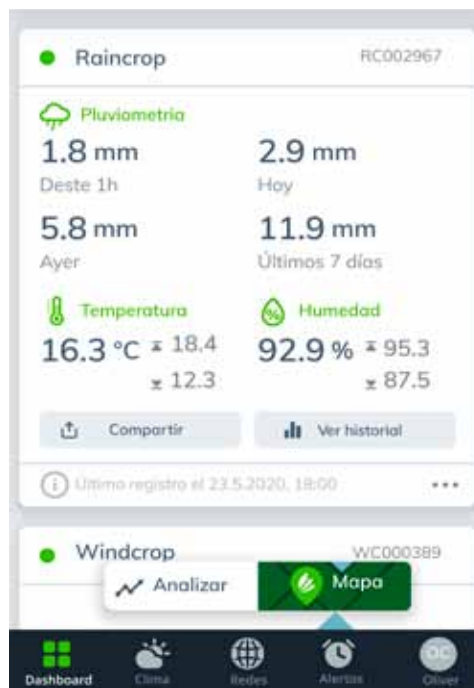 Raincrop RC002967
Pluviometría
1.8 mm 2.9 mm
Deste 1h Hoy
5.8 mm 11.9 mm
Ayer Últimos 7 días
Temperatura Humedad
16.3 °C 18.4 92.9 % 95.3
12.3 87.5
Compartir Ver historial
Último registro el 23.5.2020, 18:00
Windcrop WC000389
Analizar Mapa
Dashboard Clima Redes Alertas OC Oliver